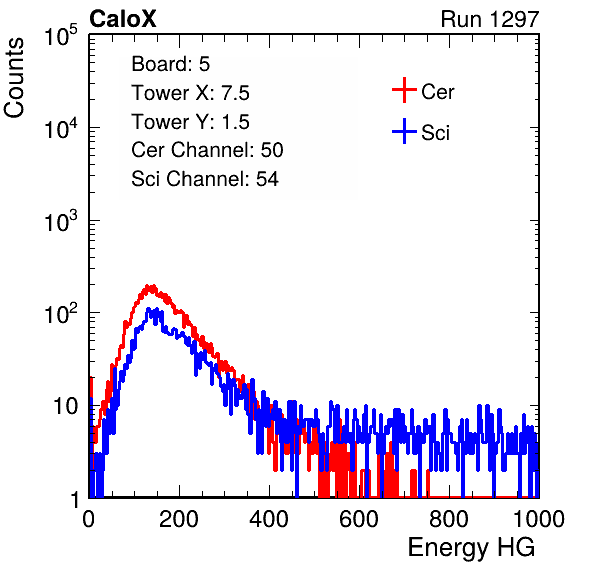 CaloX Run 1297
Counts
10^5
10^4
10^3
10^2
10
1
Board: 5
Tower X: 7.5
Tower Y: 1.5
Cer Channel: 50
Sci Channel: 54
Cer
Sci
0 200 400 600 800 1000
Energy HG